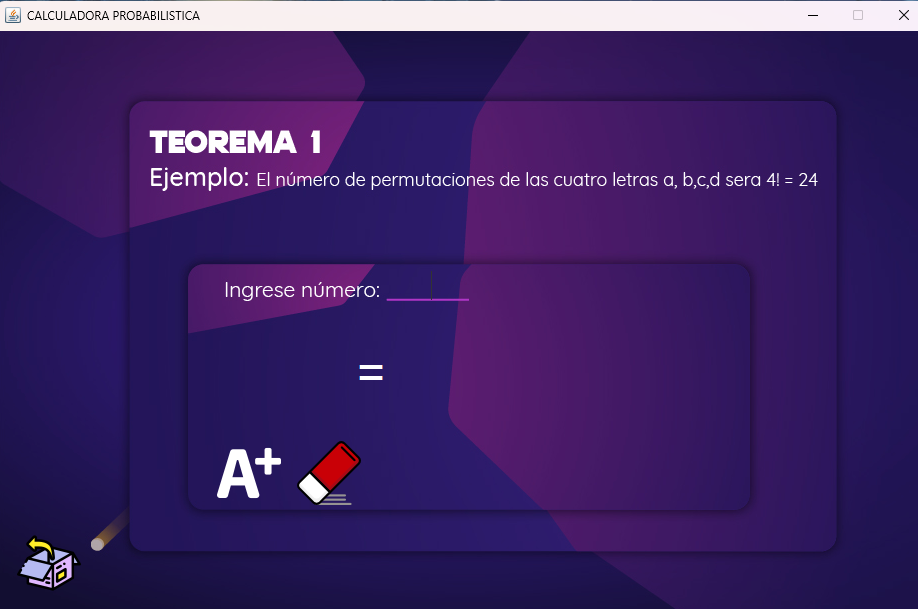 CALCULADORA PROBABILISTICA
TEOREMA 1
Ejemplo: El número de permutaciones de las cuatro letras a, b,c,d sera 4! = 24
Ingrese número:
=
A+